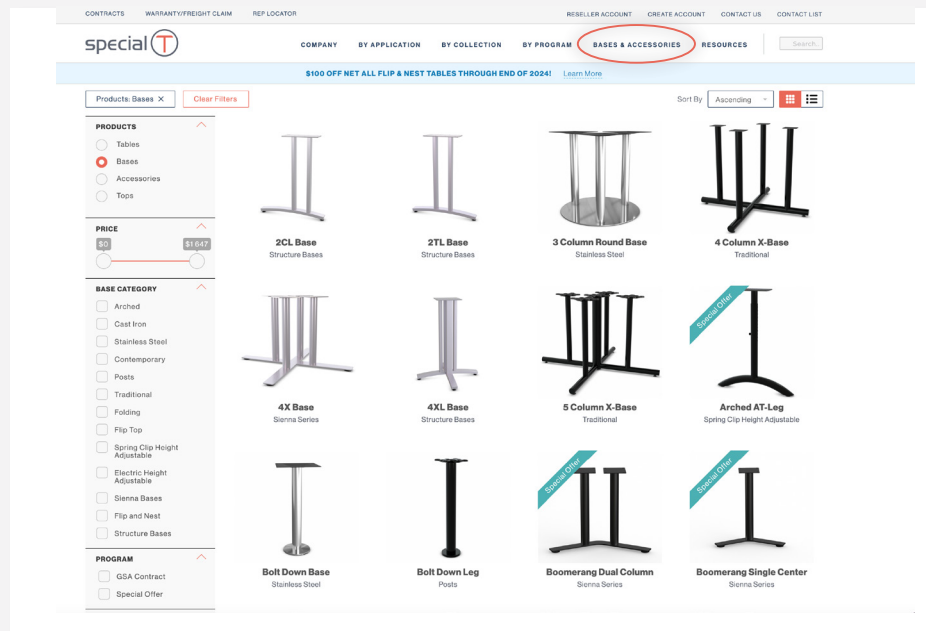 CONTRACTS WARRANTY/FREIGHT CLAIM REP LOCATOR RESELLER ACCOUNT CREATE ACCOUNT CONTACT US CONTACT LIST
special T
COMPANY BY APPLICATION BY COLLECTION BY PROGRAM BASES & ACCESSORIES RESOURCES Search..
$100 OFF NET ALL FLIP & NEST TABLES THROUGH END OF 2024! Learn More
Products: Bases X Clear Filters Sort By Ascending
PRODUCTS
Tables
Bases
Accessories
Tops
PRICE
$0 $1647
BASE CATEGORY
Arched
Cast Iron
Stainless Steel
Contemporary
Posts
Traditional
Folding
Flip Top
Spring Clip Height
Adjustable
Electric Height
Adjustable
Sienna Bases
Flip and Nest
Structure Bases
PROGRAM
GSA Contract
Special Offer
2CL Base 2TL Base 3 Column Round Base 4 Column X-Base
Structure Bases Structure Bases Stainless Steel Traditional
Special Offer
4X Base 4XL Base 5 Column X-Base Arched AT-Leg
Sienna Series Structure Bases Traditional Spring Clip Height Adjustable
Special Offer Special Offer
Bolt Down Base Bolt Down Leg Boomerang Dual Column Boomerang Single Center
Stainless Steel Posts Sienna Series Sienna Series